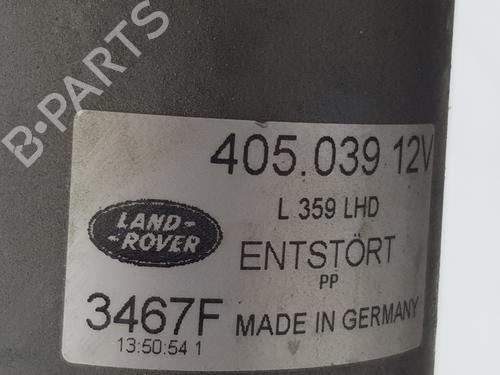 B-PARTS
405.039 12V
L 359 LHD
LAND-
-ROVER
ENTSTÖRT
PP
3467F MADE IN GERMANY
13:50:54 1